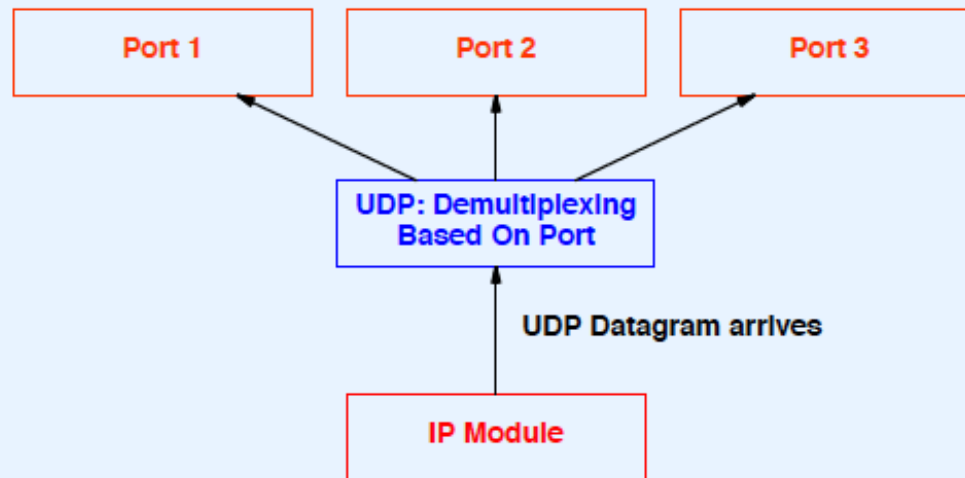 Port 1
Port 2
Port 3
UDP: Demultiplexing
Based On Port
UDP Datagram arrives
IP Module